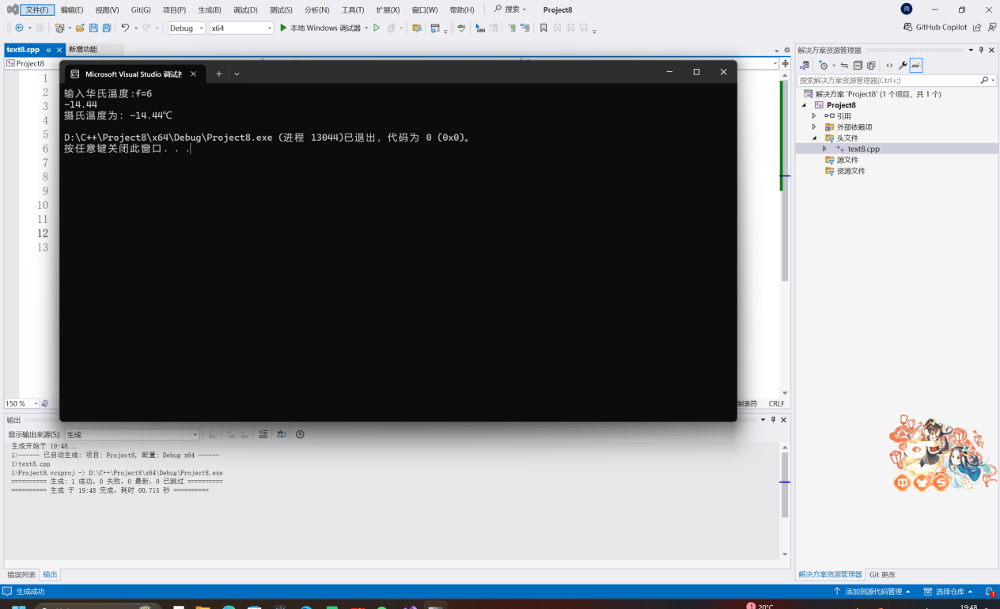 文件(F) 编辑(E) 视图(V) Git(G) 项目(P) 生成(B) 调试(D) 测试(S) 分析(N) 工具(T) 扩展(X) 窗口(W) 帮助(H) 搜索 Project8
Debug x64 本地 Windows 调试器 GitHub Copilot
text8.cpp 新增功能
Project8
1
2
3
4
5
6
7
8
9
10
11
12
13
Microsoft Visual Studio 调试
输入华氏温度:f=6
-14.44
摄氏温度为: -14.44℃
D:\C++\Project8\x64\Debug\Project8.exe (进程 13044)已退出，代码为 0 (0x0)。
按任意键关闭此窗口. . .
150 %
制表符 CRLF
输出
显示输出来源(S): 生成
生成开始于 19:48...
1>------ 已启动生成: 项目: Project8, 配置: Debug x64 ------
1>text8.cpp
1>Project8.vcxproj -> D:\C++\Project8\x64\Debug\Project8.exe
========== 生成: 1 成功，0 失败，0 最新，0 已跳过 ==========
========== 生成 于 19:48 完成，耗时 00.715 秒 ==========
错误列表 输出
解决方案资源管理器
搜索解决方案资源管理器(Ctrl+;)
解决方案 'Project8' (1 个项目，共 1 个)
Project8
引用
外部依赖项
头文件
text8.cpp
源文件
资源文件
中 S
解决方案资源管理器 Git 更改
生成成功 添加到源代码管理 选择仓库 1
1 20°C 19:48